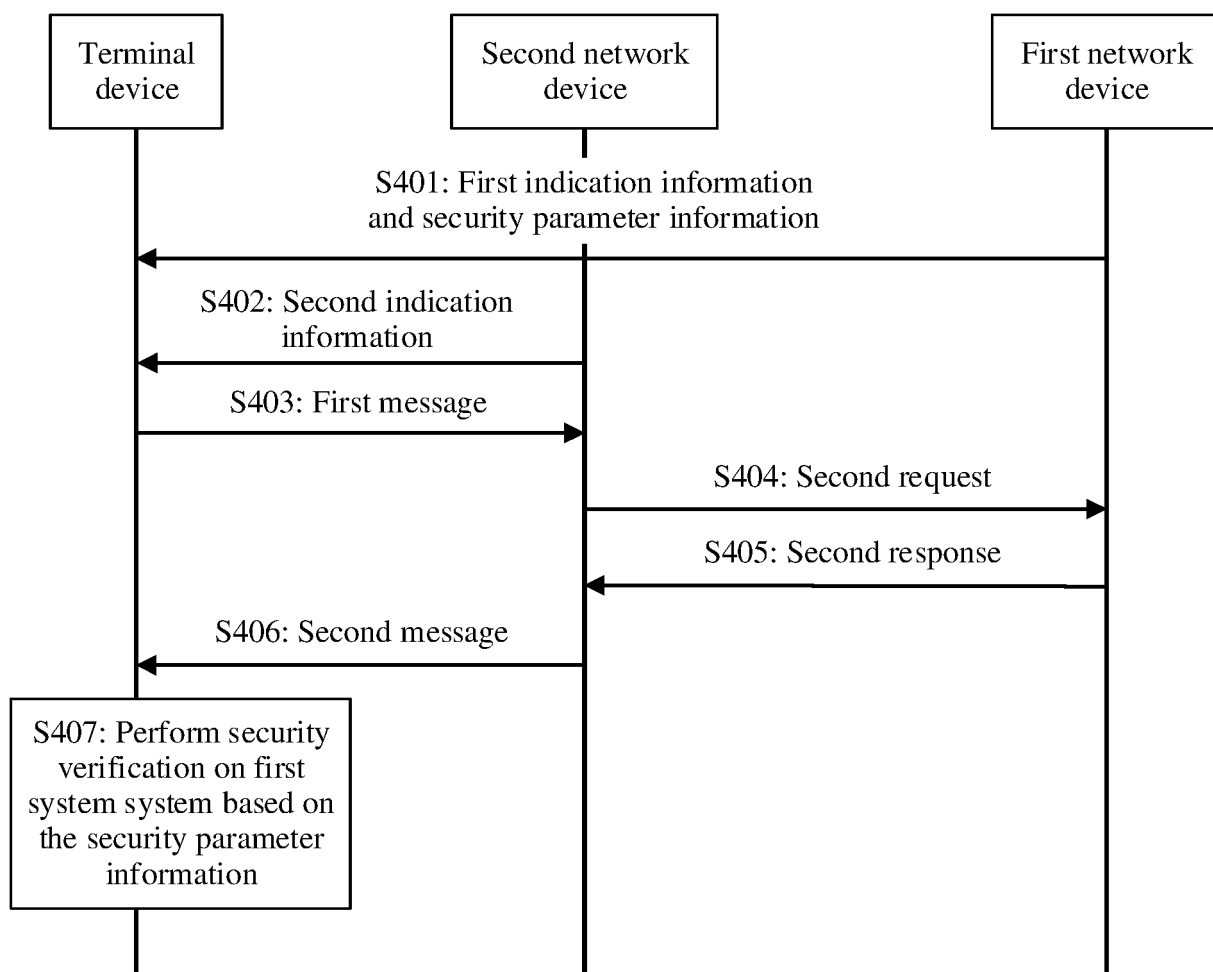 Terminal
device
Second network
device
First network
device
S401: First indication information
and security parameter information
S402: Second indication
information
S403: First message
S404: Second request
S405: Second response
S406: Second message
S407: Perform security
verification on first
system system based on
the security parameter
information